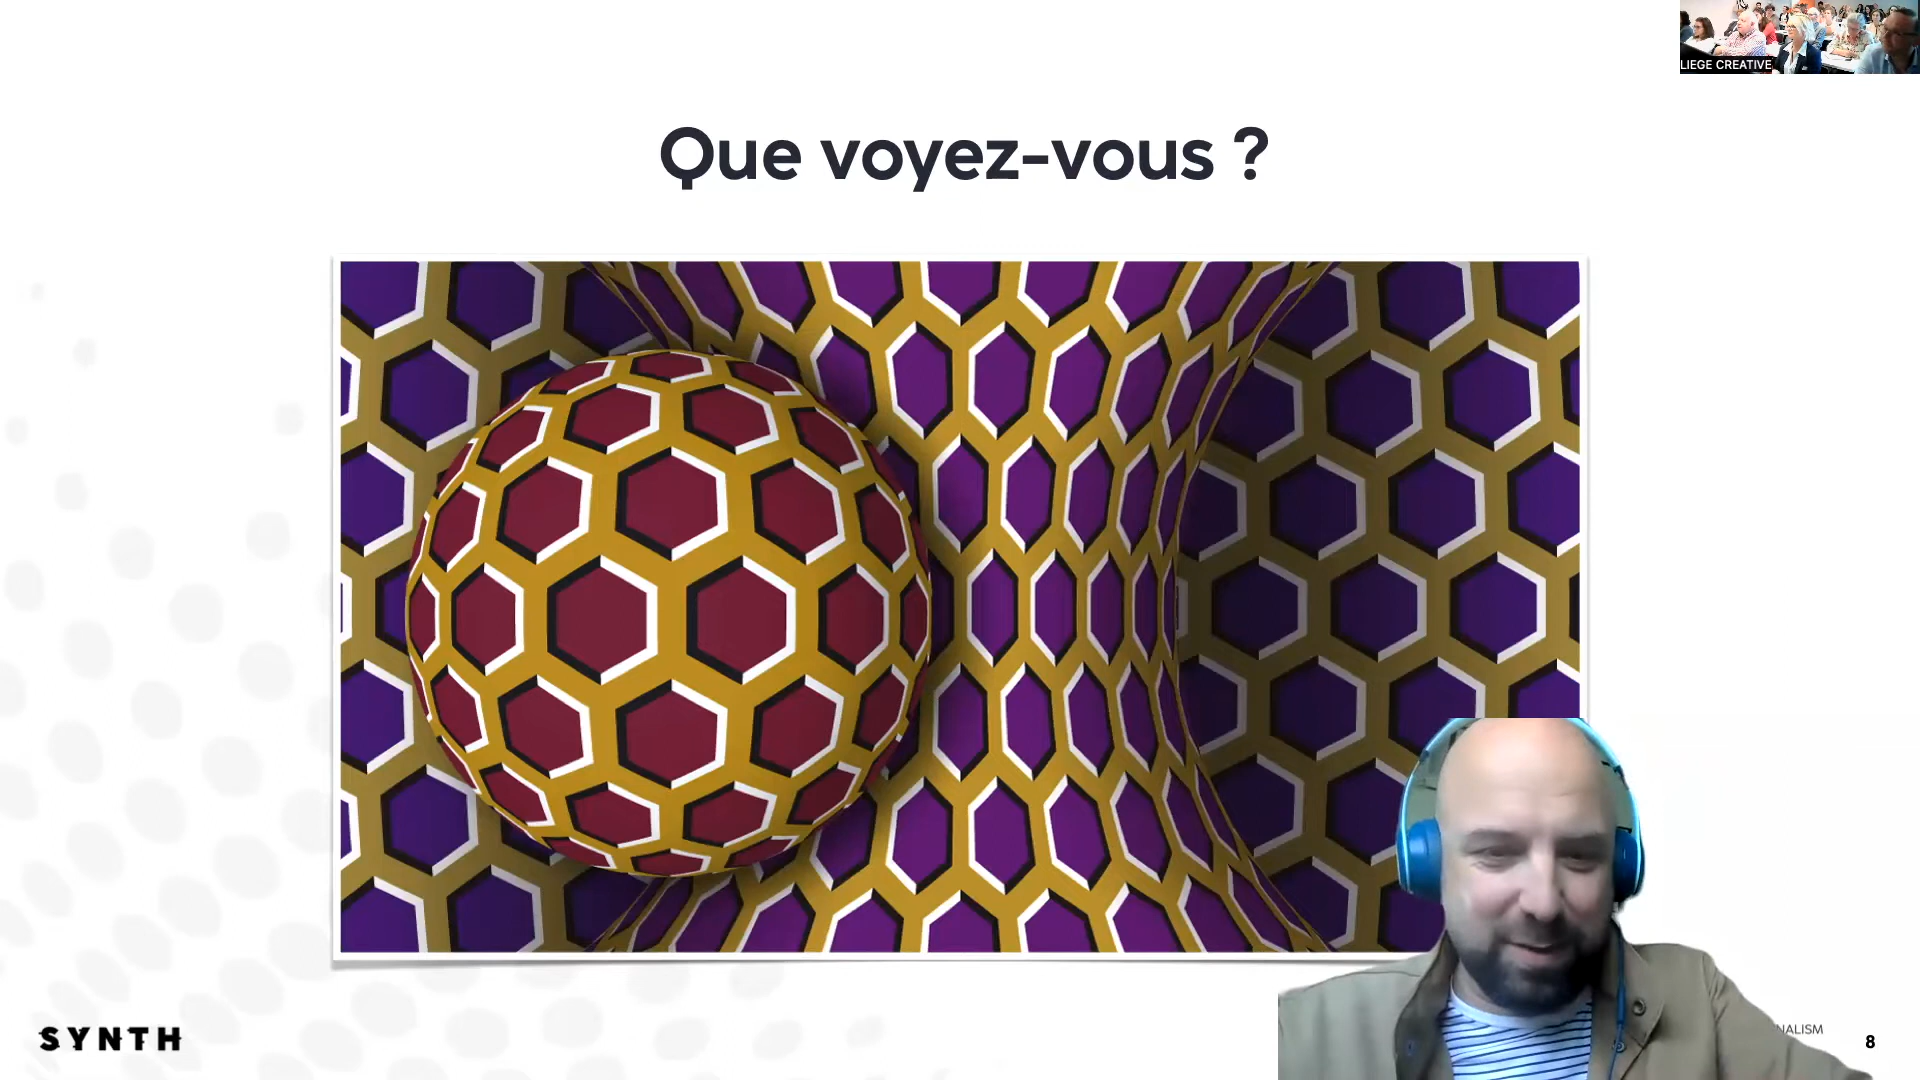 LIEGE CREATIVE
Que voyez-vous ?
SYNTH
NALISM
8